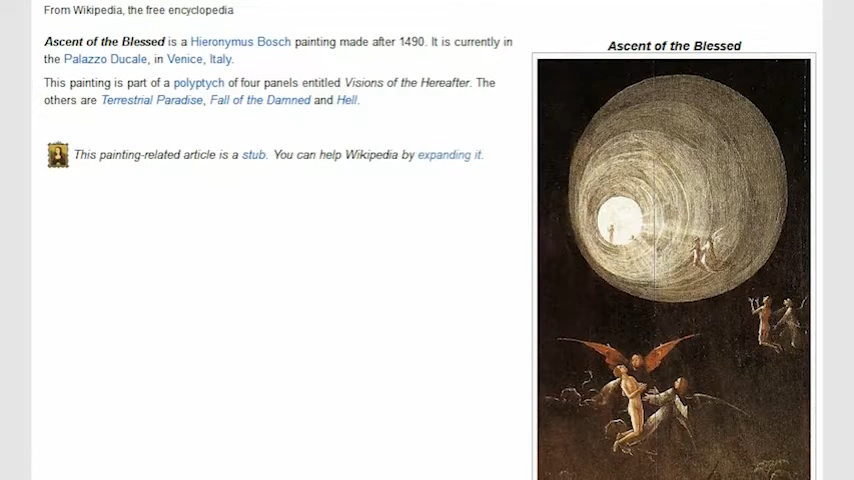 From Wikipedia, the free encyclopedia
Ascent of the Blessed is a Hieronymus Bosch painting made after 1490. It is currently in
the Palazzo Ducale, in Venice, Italy.
This painting is part of a polyptych of four panels entitled Visions of the Hereafter. The
others are Terrestrial Paradise, Fall of the Damned and Hell.
This painting-related article is a stub. You can help Wikipedia by expanding it.
Ascent of the Blessed